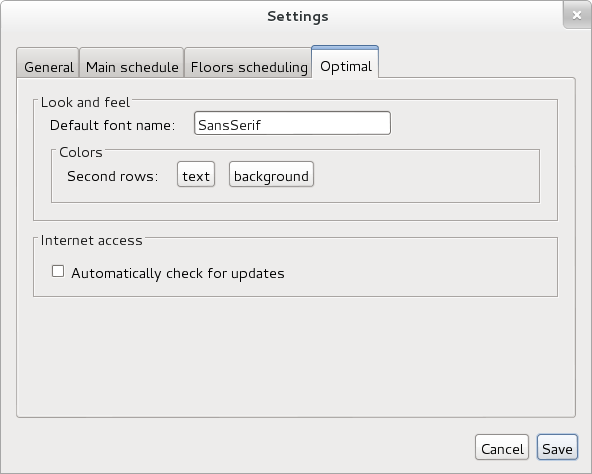 Settings
General Main schedule Floors scheduling Optimal
Look and feel
Default font name: SansSerif
Colors
Second rows: text background
Internet access
Automatically check for updates
Cancel Save